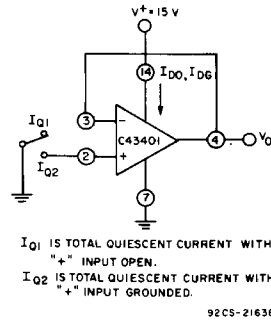 V+=15 V
14
IDO, IDG
IQ1
3
-
C43401
4
VO
IQ2
2
+
7
IQ1 IS TOTAL QUIESCENT CURRENT WITH
"+" INPUT OPEN.
IQ2 IS TOTAL QUIESCENT CURRENT WITH
"+" INPUT GROUNDED.
92CS-21638